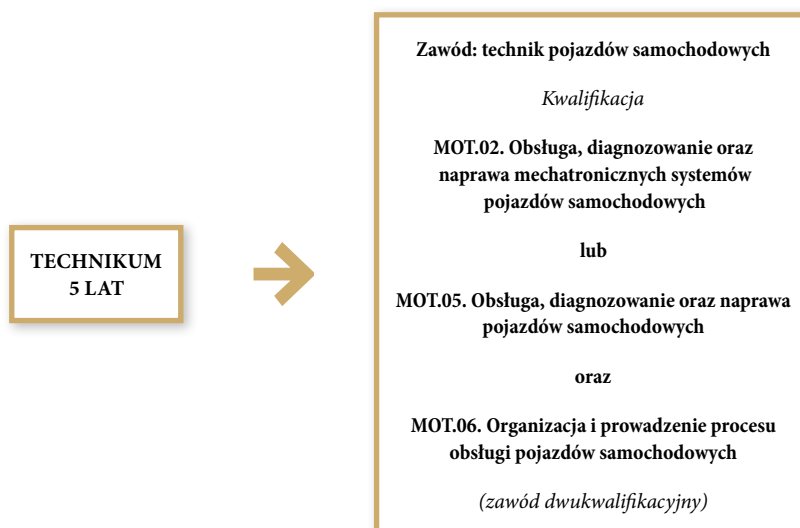 TECHNIKUM
5 LAT
Zawód: technik pojazdów samochodowych
Kwalifikacja
MOT.02. Obsługa, diagnozowanie oraz
naprawa mechatronicznych systemów
pojazdów samochodowych
lub
MOT.05. Obsługa, diagnozowanie oraz naprawa
pojazdów samochodowych
oraz
MOT.06. Organizacja i prowadzenie procesu
obsługi pojazdów samochodowych
(zawód dwukwalifikacyjny)